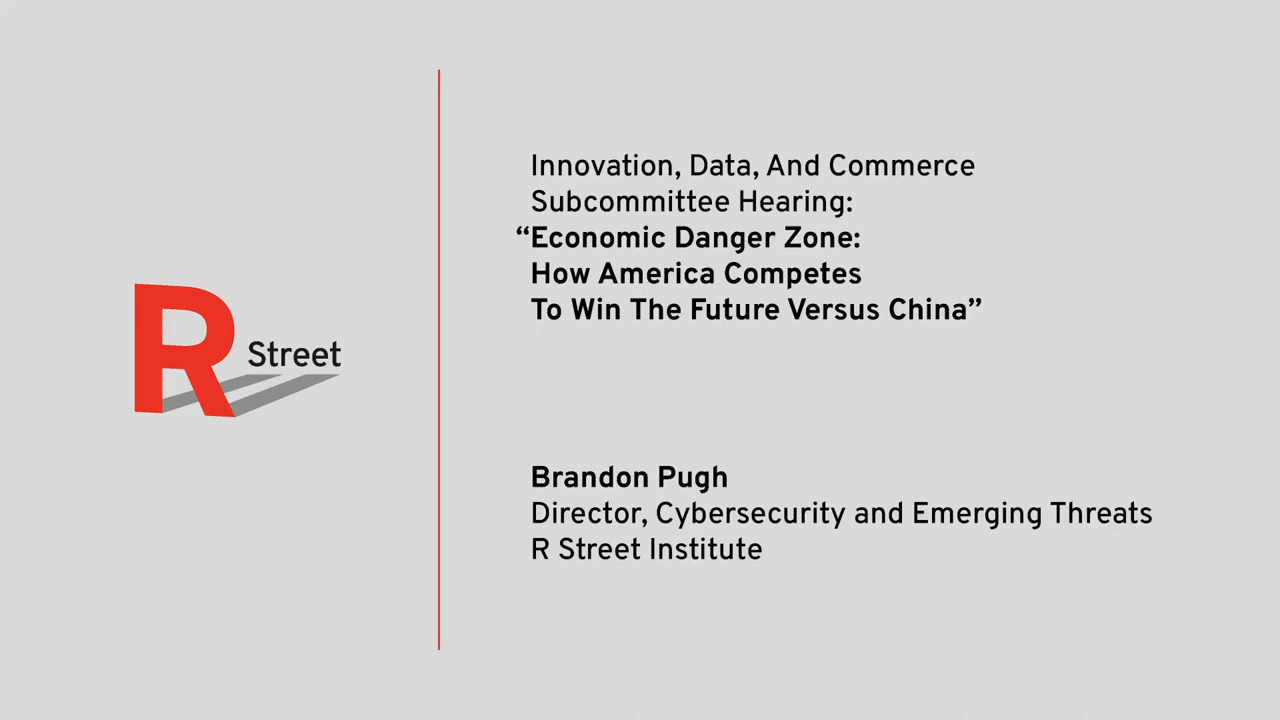 R Street
Innovation, Data, And Commerce
Subcommittee Hearing:
“Economic Danger Zone:
How America Competes
To Win The Future Versus China”
Brandon Pugh
Director, Cybersecurity and Emerging Threats
R Street Institute